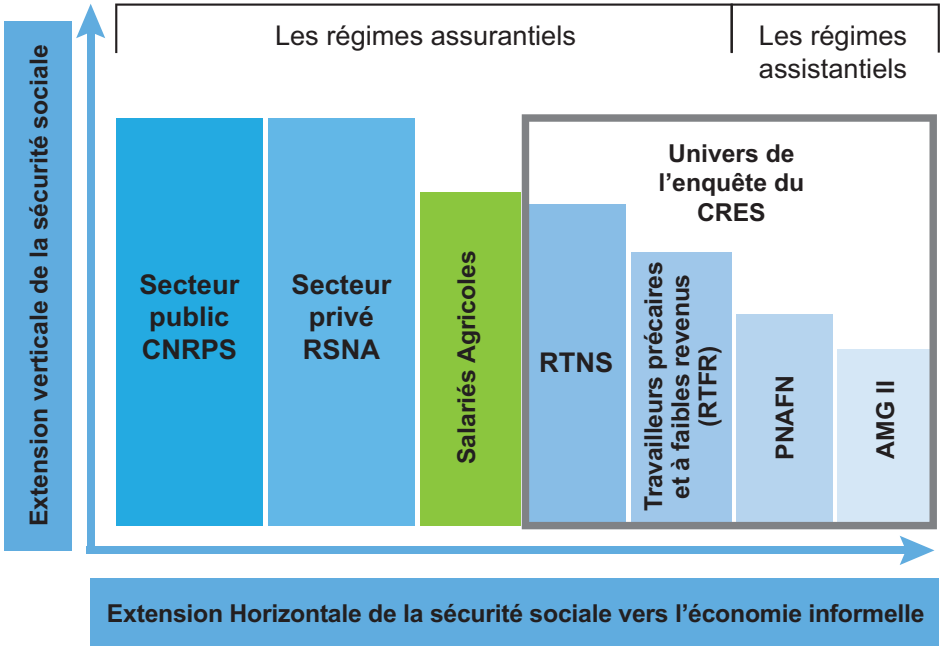 Les régimes assurantiels
Les régimes
assistantiels
Extension verticale de la sécurité sociale
Secteur
public
CNRPS
Secteur
privé
RSNA
Salariés Agricoles
Univers de
l’enquête du
CRES
RTNS
Travailleurs précaires
et à faibles revenus
(RTFR)
PNAFN
AMG II
Extension Horizontale de la sécurité sociale vers l’économie informelle